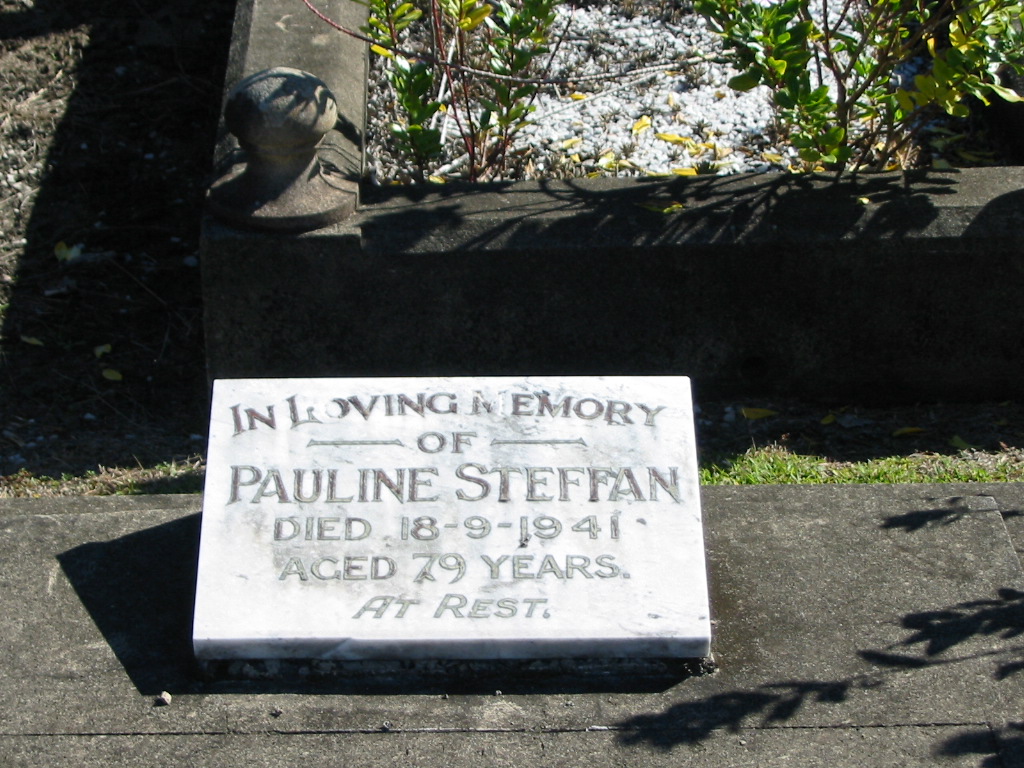 IN LOVING MEMORY
OF
PAULINE STEFFAN
DIED 18-9-1941
AGED 79 YEARS.
AT REST.